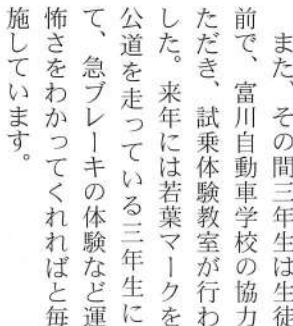 また、その間三年生は生徒
前で、富川自動車学校の協力
ただき、試乗体験教室が行わ
した。来年には若葉マークを
公道を走っている三年生に
て、急ブレーキの体験など運
怖さをわかってくれればと毎
施しています。